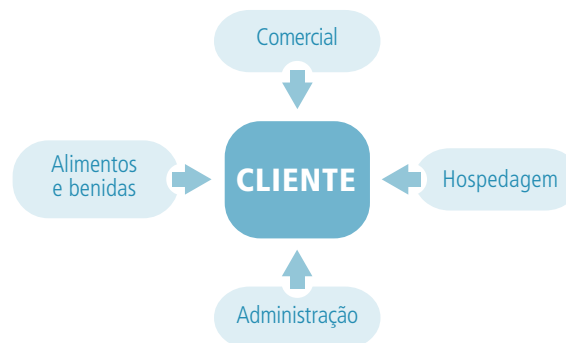 Comercial
Alimentos
e benidas
CLIENTE
Hospedagem
Administração